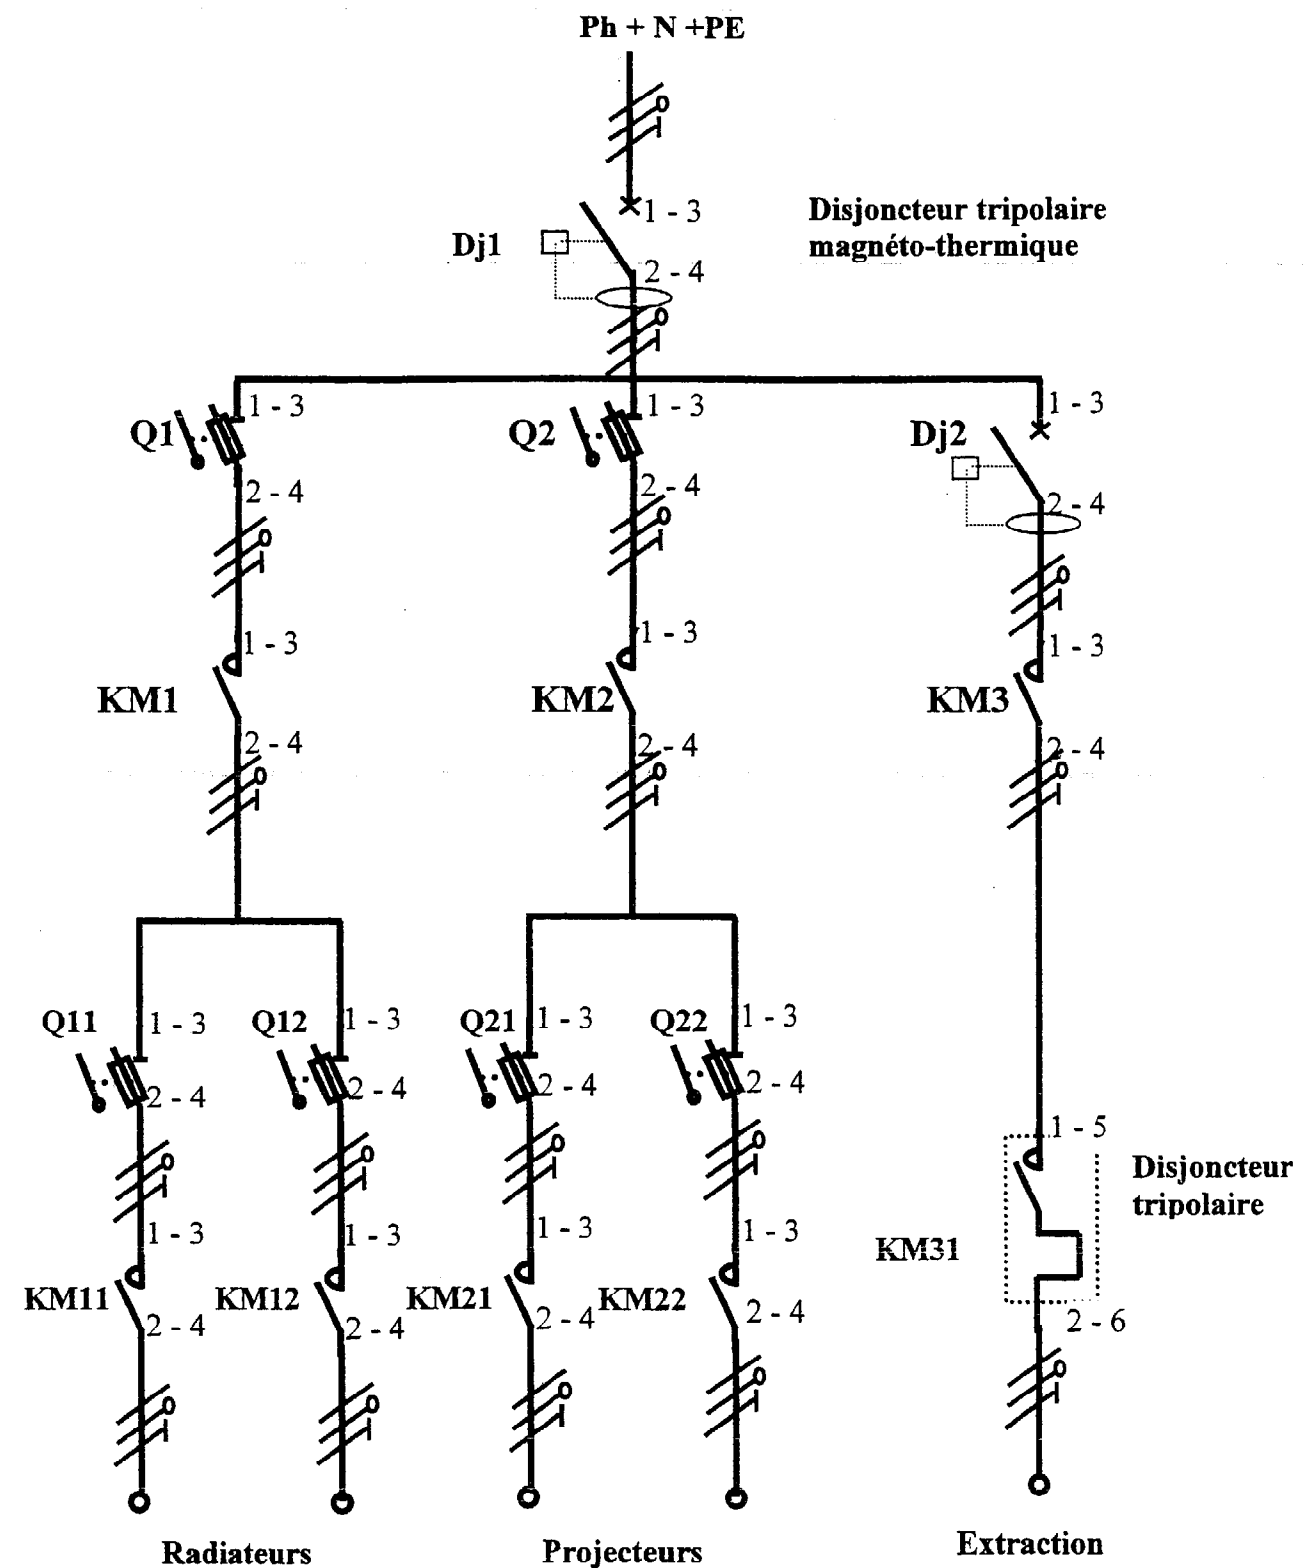 Ph + N +PE
1 - 3
Disjoncteur tripolaire
magnéto-thermique
Dj1
2 - 4
1 - 3
1 - 3
1 - 3
Q1
Q2
Dj2
2 - 4
2 - 4
2 - 4
1 - 3
1 - 3
1 - 3
KM1
KM2
KM3
2 - 4
2 - 4
2 - 4
Q11
1 - 3
Q12
1 - 3
Q21
1 - 3
Q22
1 - 3
2 - 4
2 - 4
2 - 4
2 - 4
1 - 5
Disjoncteur
tripolaire
1 - 3
1 - 3
1 - 3
1 - 3
KM31
KM11
KM12
KM21
KM22
2 - 4
2 - 4
2 - 4
2 - 4
2 - 6
Radiateurs
Projecteurs
Extraction